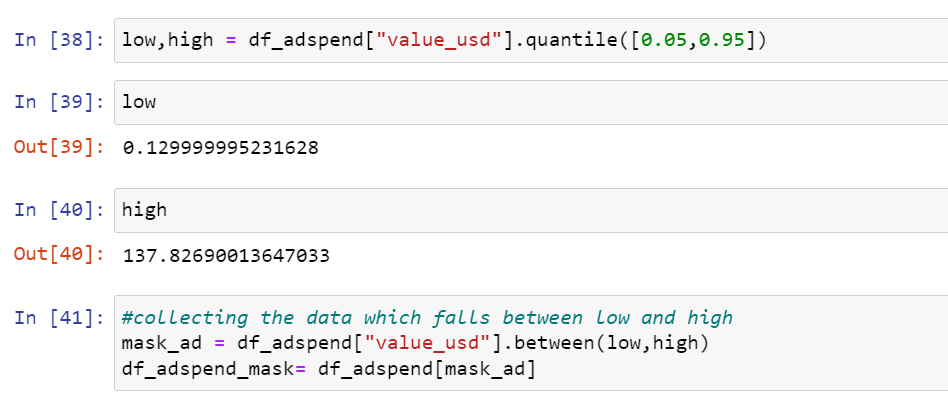 In [38]: low,high = df_adspend["value_usd"].quantile([0.05,0.95])
In [39]: low
Out[39]: 0.129999995231628
In [40]: high
Out[40]: 137.82690013647033
In [41]: #collecting the data which falls between low and high
mask_ad = df_adspend["value_usd"].between(low,high)
df_adspend_mask= df_adspend[mask_ad]